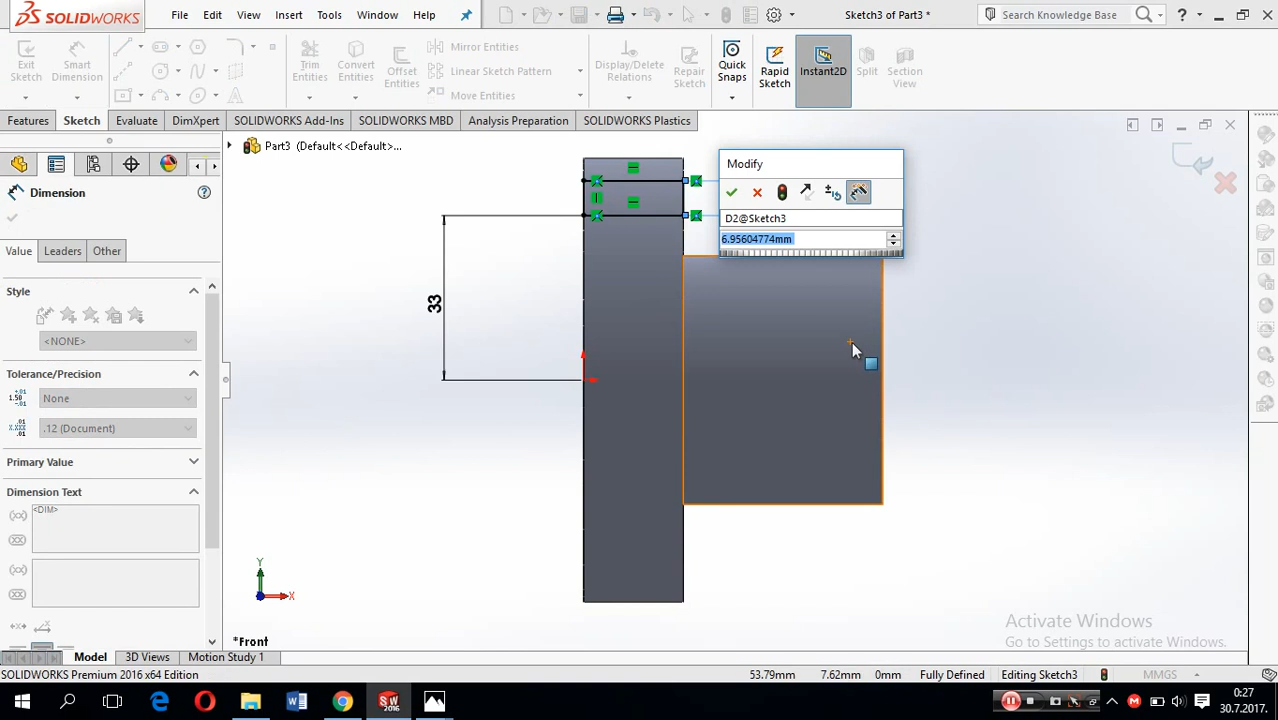 SOLIDWORKS
File Edit View Insert Tools Window Help
Sketch3 of Part3 *
Search Knowledge Base
?
Exit Sketch
Smart Dimension
Trim Entities
Convert Entities
Offset Entities
Mirror Entities
Linear Sketch Pattern
Move Entities
Display/Delete Relations
Repair Sketch
Quick Snaps
Rapid Sketch
Instant2D
Split
Section View
Features Sketch Evaluate DimXpert SOLIDWORKS Add-Ins SOLIDWORKS MBD Analysis Preparation SOLIDWORKS Plastics
Part3 (Default<<Default>...
Modify
D2@Sketch3
6.95604774mm
Dimension
Value Leaders Other
Style
<NONE>
Tolerance/Precision
None
.12 (Document)
Primary Value
Dimension Text
<DIM>
33
Y
X
*Front
Activate Windows
Go to Settings to activate Windows.
Model 3D Views Motion Study 1
SOLIDWORKS Premium 2016 x64 Edition
53.79mm 7.62mm 0mm Fully Defined Editing Sketch3 MMGS
0:27
30.7.2017.